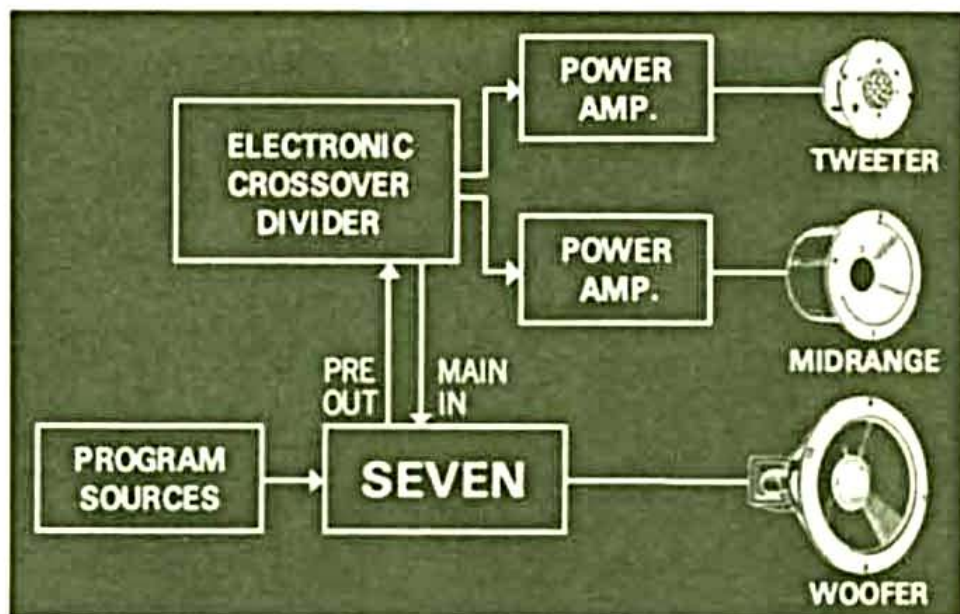 POWER
AMP.
TWEETER
ELECTRONIC
CROSSOVER
DIVIDER
POWER
AMP.
MIDRANGE
PRE
OUT
MAIN
IN
PROGRAM
SOURCES
SEVEN
WOOFER